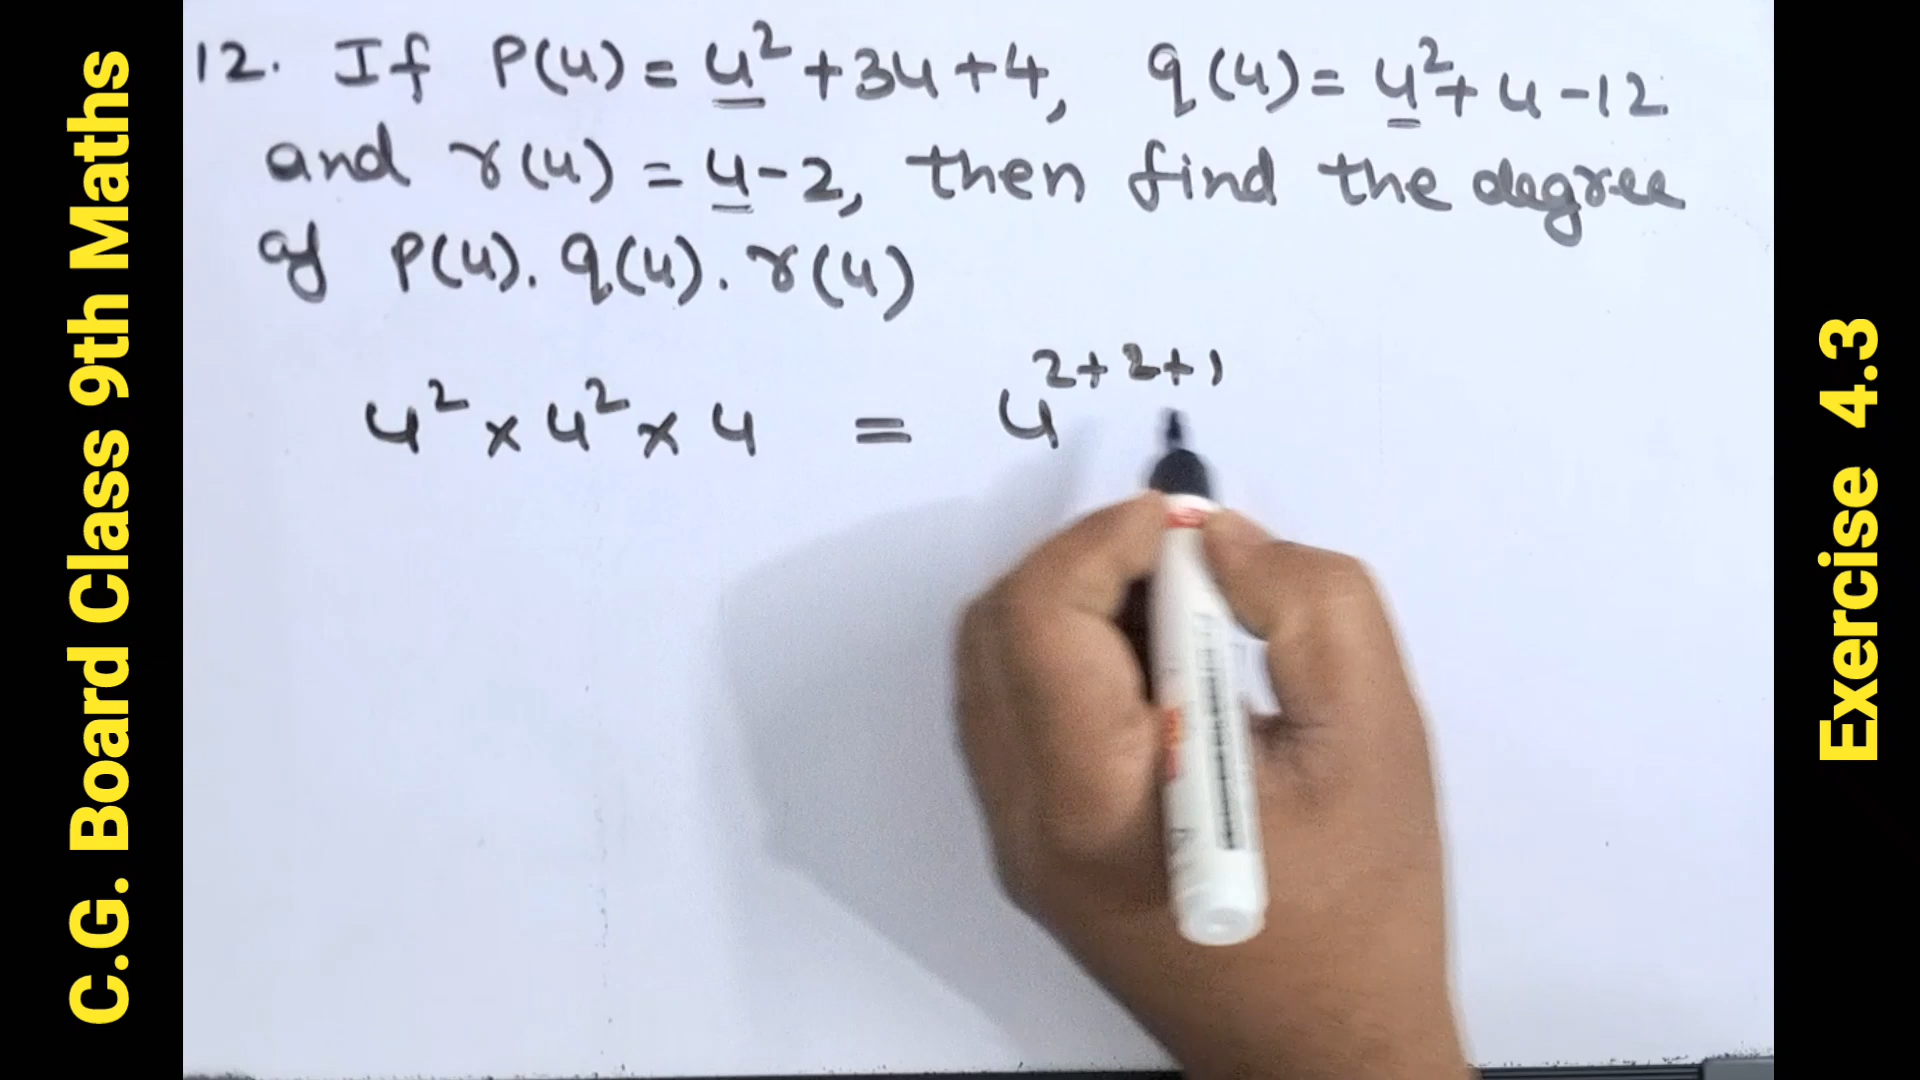 C.G. Board Class 9th Maths
12. If P(u) = u² + 3u + 4, q(u) = u² + u - 12
and r(u) = u - 2, then find the degree
of P(u). q(u). r(u)
u² × u² × u = u²⁺²⁺¹
Exercise 4.3